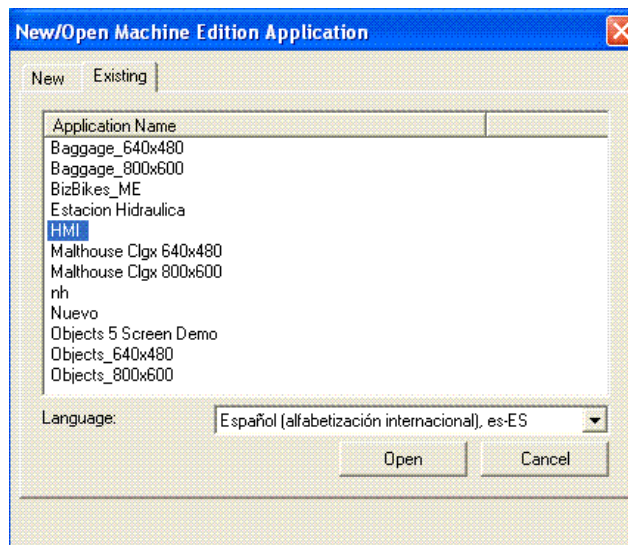 New/Open Machine Edition Application
New Existing
Application Name
Baggage_640x480
Baggage_800x600
BizBikes_ME
Estacion Hidraulica
HMI
Malthouse Clgx 640x480
Malthouse Clgx 800x600
nh
Nuevo
Objects 5 Screen Demo
Objects_640x480
Objects_800x600
Language: Español (alfabetización internacional), es-ES
Open Cancel